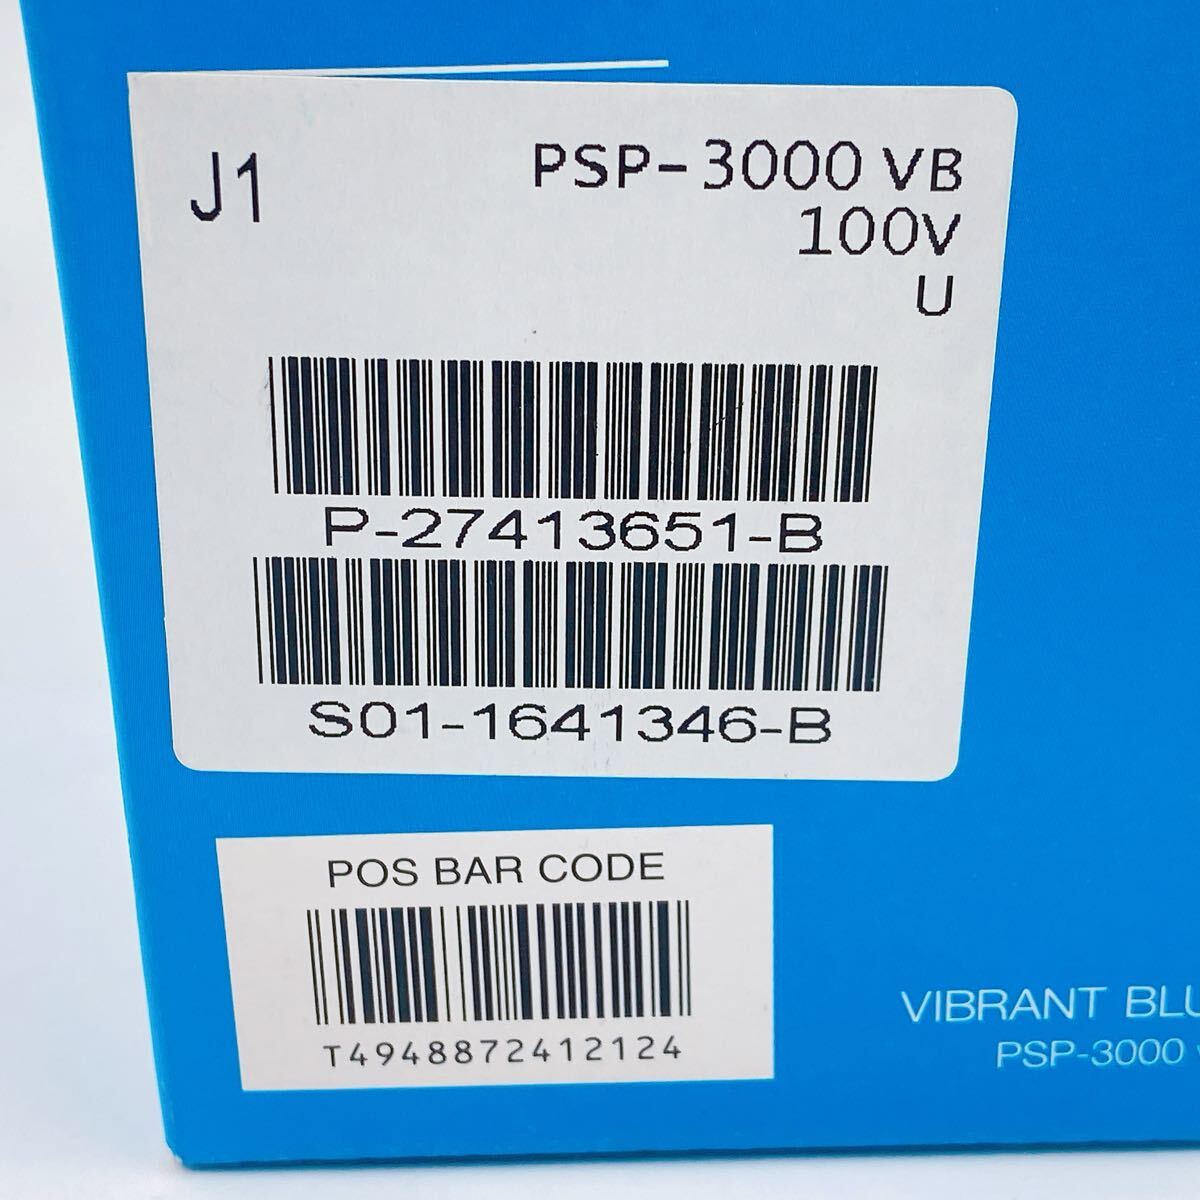 J1
PSP-3000 VB
100V
U
P-27413651-B
S01-1641346-B
POS BAR CODE
T4948872412124
VIBRANT BLU
PSP-3000